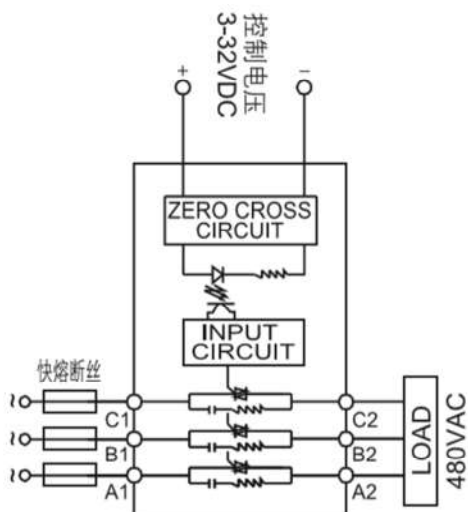 控制电压
3-32VDC
+
−
ZERO CROSS
CIRCUIT
INPUT
CIRCUIT
快熔断丝
~
C1
C2
~
B1
B2
~
A1
A2
LOAD
480VAC